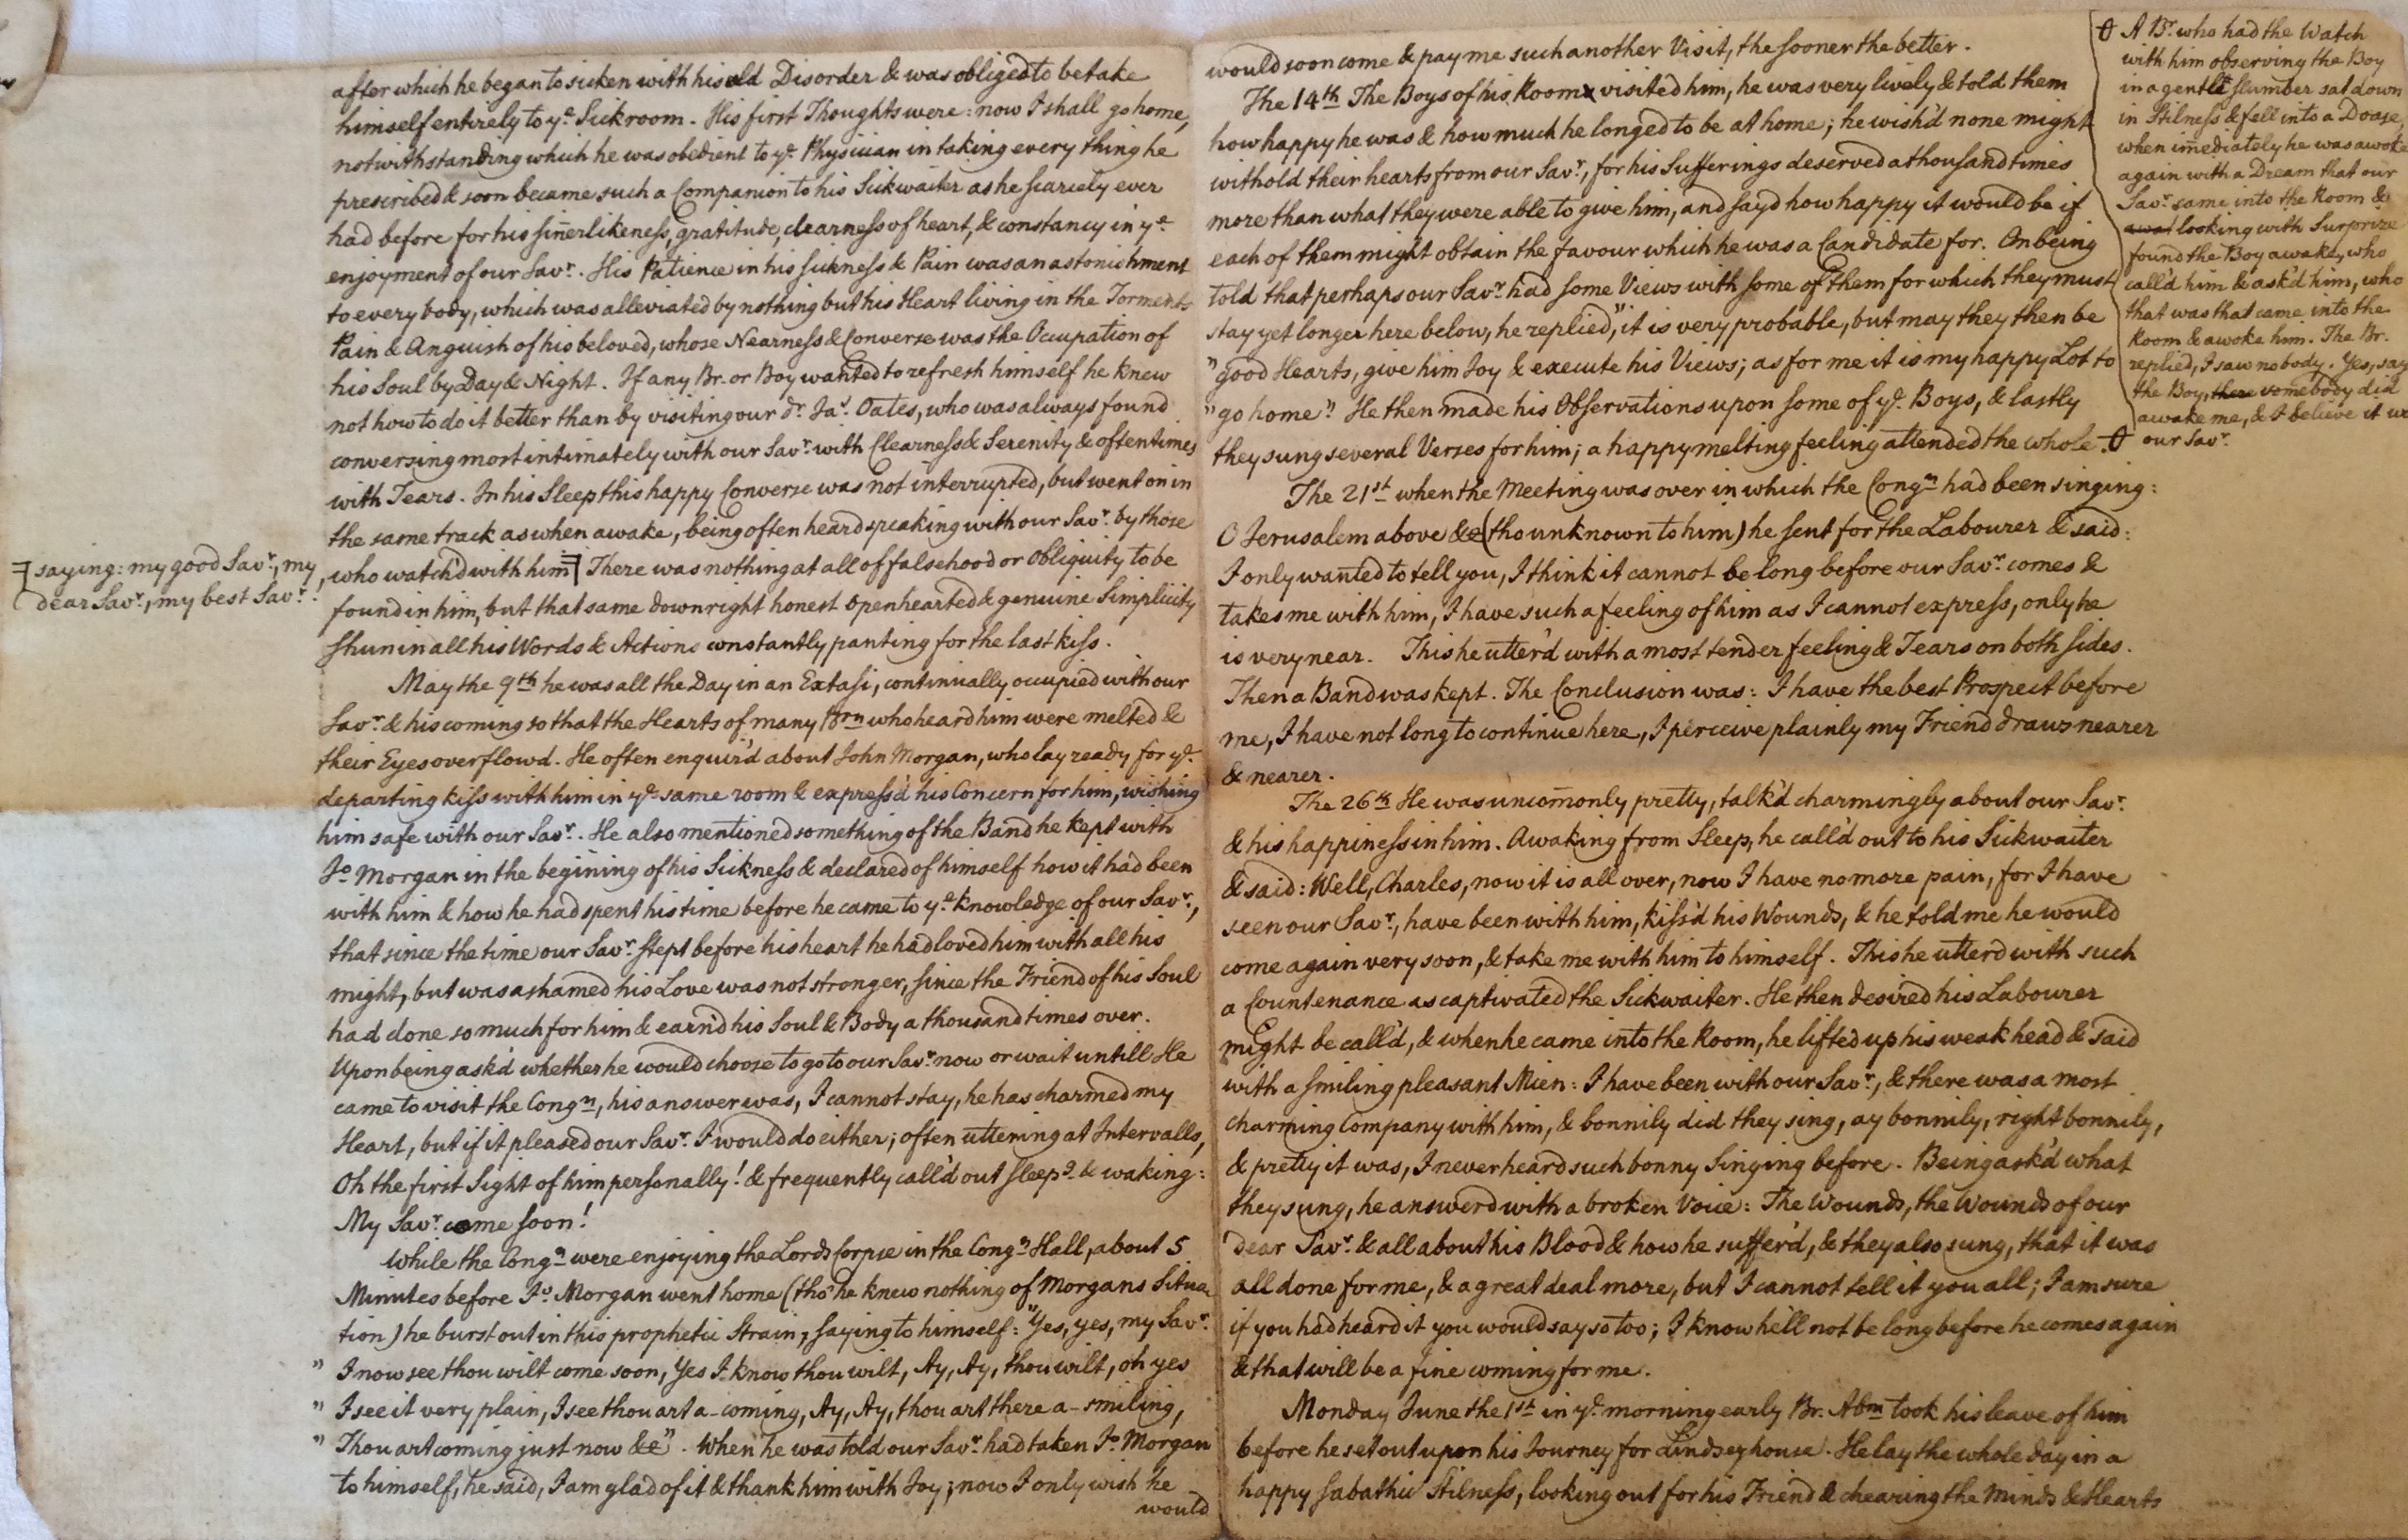 after which he began to sicken with his old Disorder & was obliged to betake
himself entirely to yᵉ Sickroom. His first Thoughts were: now I shall go home,
notwithstanding which he was obedient to yᵉ Physician in taking every thing he
prescribed & soon became such a Companion to his Sickwaiter as he scarcely ever
had before for his sin̄erlikeness, gratitude, clearness of heart, & constancy in yᵉ
enjoyment of our Savʳ. His Patience in his sickness & Pain was an astonichment
to every body, which was alleviated by nothing but his Heart living in the Torments
Pain & Anguish of his beloved, whose Nearness & Converse was the Occupation of
his Soul by Day & Night. If any Br. or Boy wanted to refresh himself he knew
not how to do it better than by visiting our dʳ Jaˢ. Oates, who was always found
conversing most intimately with our Savʳ. with Clearness & Serenity & oftentimes
with Tears. In his Sleep this happy Converse was not interrupted, but went on in
the same track as when awake, being often heard speaking with our Savʳ. by those
who watch'd with him There was nothing at all of falsehood or Obliquity to be
found in him, but that same downright honest openhearted & genuine Simplicity
shun in all his Words & Actions constantly panting for the last kiss.
saying: my good Savʳ, my
dear Savʳ, my best Savʳ.
May the 9ᵗʰ he was all the Day in an Extasi, continually occupied with our
Savʳ. & his coming so that the Hearts of many Brn who heard him were melted &
their Eyes overflowd. He often enquir'd about John Morgan, who lay ready for yᵉ
departing kiss with him in yᵉ same room & express'd his Concern for him, wishing
him safe with our Savʳ. He also mentioned something of the Band he kept with
Jº Morgan in the begining of his Sickness & declared of himself how it had been
with him & how he had spent his time before he came to yᵉ knowledge of our Savʳ.,
that since the time our Savʳ. stept before his heart he had loved him with all his
might, but was ashamed his Love was not stronger, since the Friend of his Soul
had done so much for him & earn'd his Soul & Body a thousand times over.
Upon being ask'd whether he would choose to go to our Savʳ now or wait untill He
came to visit the Congⁿ, his answer was, I cannot stay, he has charmed my
Heart, but if it pleased our Savʳ. I would do either; often uttering at Intervalls,
Oh the first Sight of him personally! & frequently call'd out sleepᵍ & waking:
My Savʳ. come soon!
While the Congⁿ were enjoying the Lords Corpse in the Congⁿ Hall, about 5
Minutes before Jº. Morgan went home (tho' he knew nothing of Morgans Situa
tion) he burst out in this prophetic Strain, saying to himself: "Yes, yes, my Savʳ.
" I now see thou wilt come soon, Yes I know thou wilt, Ay, Ay, thou wilt, oh yes
" I see it very plain, I see thou art a-coming, Ay, Ay, thou art there a-smiling,
" Thou art coming just now &c". When he was told our Savʳ. had taken Jº Morgan
to himself, he said, I am glad of it & thank him with Joy; now I only wish he
would
would soon come & pay me such another Visit, the sooner the better.
The 14ᵗʰ The Boys of his Room visited him, he was very lively & told them
how happy he was & how much he longed to be at home; he wish'd none might
withold their hearts from our Savʳ, for his Sufferings deserved a thousand times
more than what they were able to give him, and say'd how happy it would be if
each of them might obtain the favour which he was a Candidate for. On being
told that perhaps our Savʳ had some Views with some of them for which they must
stay yet longer here below, he replied, "it is very probable, but may they then be
" good Hearts, give him Joy & execute his Views; as for me it is my happy Lot to
" go home". He then made his Observations upon some of yᵉ Boys, & lastly
they sung several Verses for him; a happy melting feeling attended the whole.
A Bʳ. who had the Watch
with him observing the Boy
in a gentle slumber sat down
in Stilness & fell into a Doaze,
when im̄ediately he was awoke
again with a Dream that our
Savʳ. came into the Room &
looking with Surprize
found the Boy awake, who
call'd him & ask'd him, who
that was that came into the
Room & awoke him. The Br.
replied, I saw nobody. Yes, say
the Boy, there somebody did
awake me, & I believe it w
our Savʳ.
The 21ˢᵗ when the Meeting was over in which the Congⁿ had been singing:
O Jerusalem above &c (tho unknown to him) he sent for the Labourer & said:
I only wanted to tell you, I think it cannot be long before our Savʳ. comes &
takes me with him, I have such a feeling of him as I cannot express, only he
is very near. This he utter'd with a most tender feeling & Tears on both sides.
Then a Band was kept. The Conclusion was: I have the best Prospect before
me, I have not long to continue here, I perceive plainly my Friend draws nearer
& nearer.
The 26ᵗʰ He was uncom̄only pretty, talk'd charmingly about our Savʳ.
& his happiness in him. Awaking from Sleep, he call'd out to his Sickwaiter
& said: Well, Charles, now it is all over, now I have no more pain, for I have
seen our Savʳ., have been with him, kiss'd his Wounds, & he told me he would
come again very soon, & take me with him to himself. This he utterd with such
a Countenance as captivated the Sickwaiter. He then desired his Labourer
might be call'd, & when he came into the Room, he lifted up his weak head & said
with a smiling pleasant Mien: I have been with our Savʳ., & there was a most
charming Company with him, & bonnily did they sing, ay bonnily, right bonnily,
& pretty it was, I never heard such bonny Singing before. Being ask'd what
they sung, he answerd with a broken Voice: The Wounds, the Wounds of our
dear Savʳ. & all about his Blood & how he suffer'd, & they also sung, that it was
all done for me, & a great deal more, but I cannot tell it you all; I am sure
if you had heard it you would say so too; I know he'll not be long before he comes again
& that will be a fine coming for me.
Monday June the 1ˢᵗ in yᵉ morning early Br. Abm took his leave of him
before he set out upon his Journey for Lindseyhouse. He lay the whole day in a
happy sabathic Stilness, looking out for his Friend & chearing the Minds & Hearts